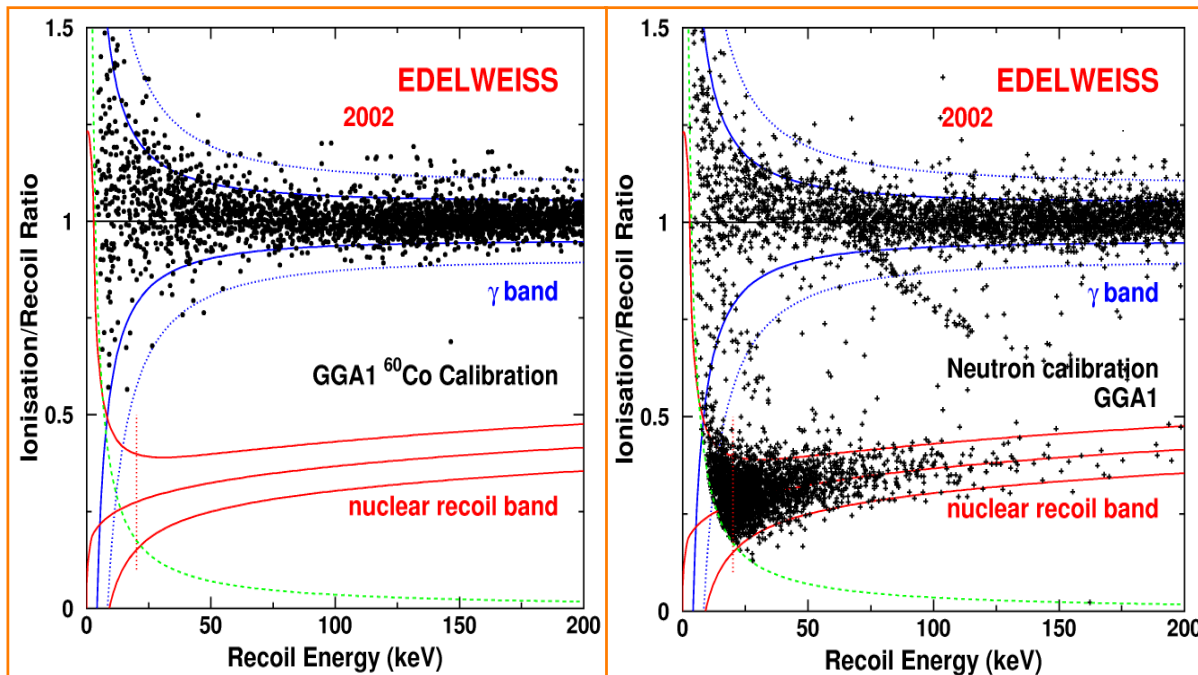 1.5
1
0.5
0
Ionisation/Recoil Ratio
EDELWEISS
2002
γ band
GGA1 ⁶⁰Co Calibration
nuclear recoil band
0 50 100 150 200
Recoil Energy (keV)
1.5
1
0.5
0
Ionisation/Recoil Ratio
EDELWEISS
2002
γ band
Neutron calibration
GGA1
nuclear recoil band
0 50 100 150 200
Recoil Energy (keV)